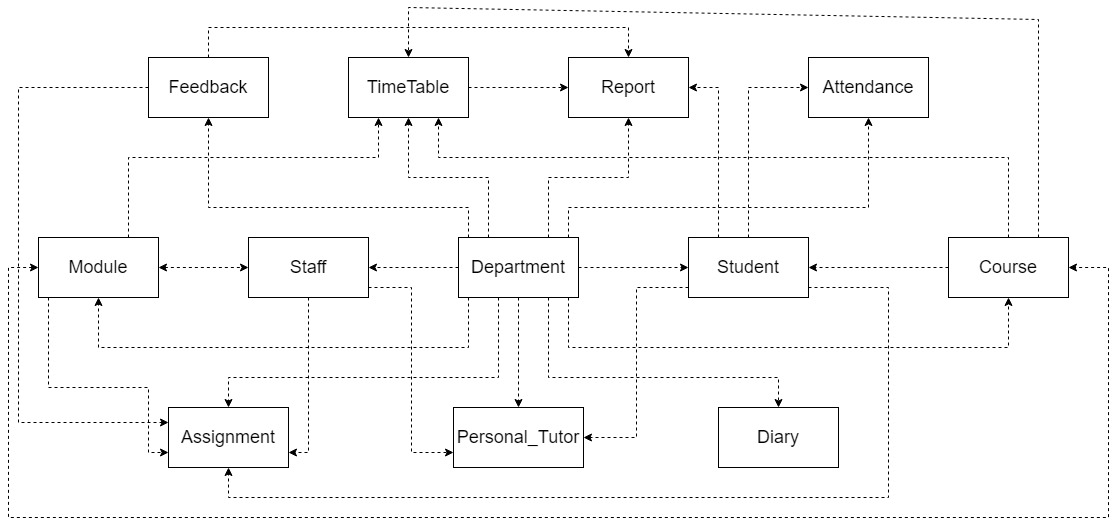 Feedback
TimeTable
Report
Attendance
Module
Staff
Department
Student
Course
Assignment
Personal_Tutor
Diary